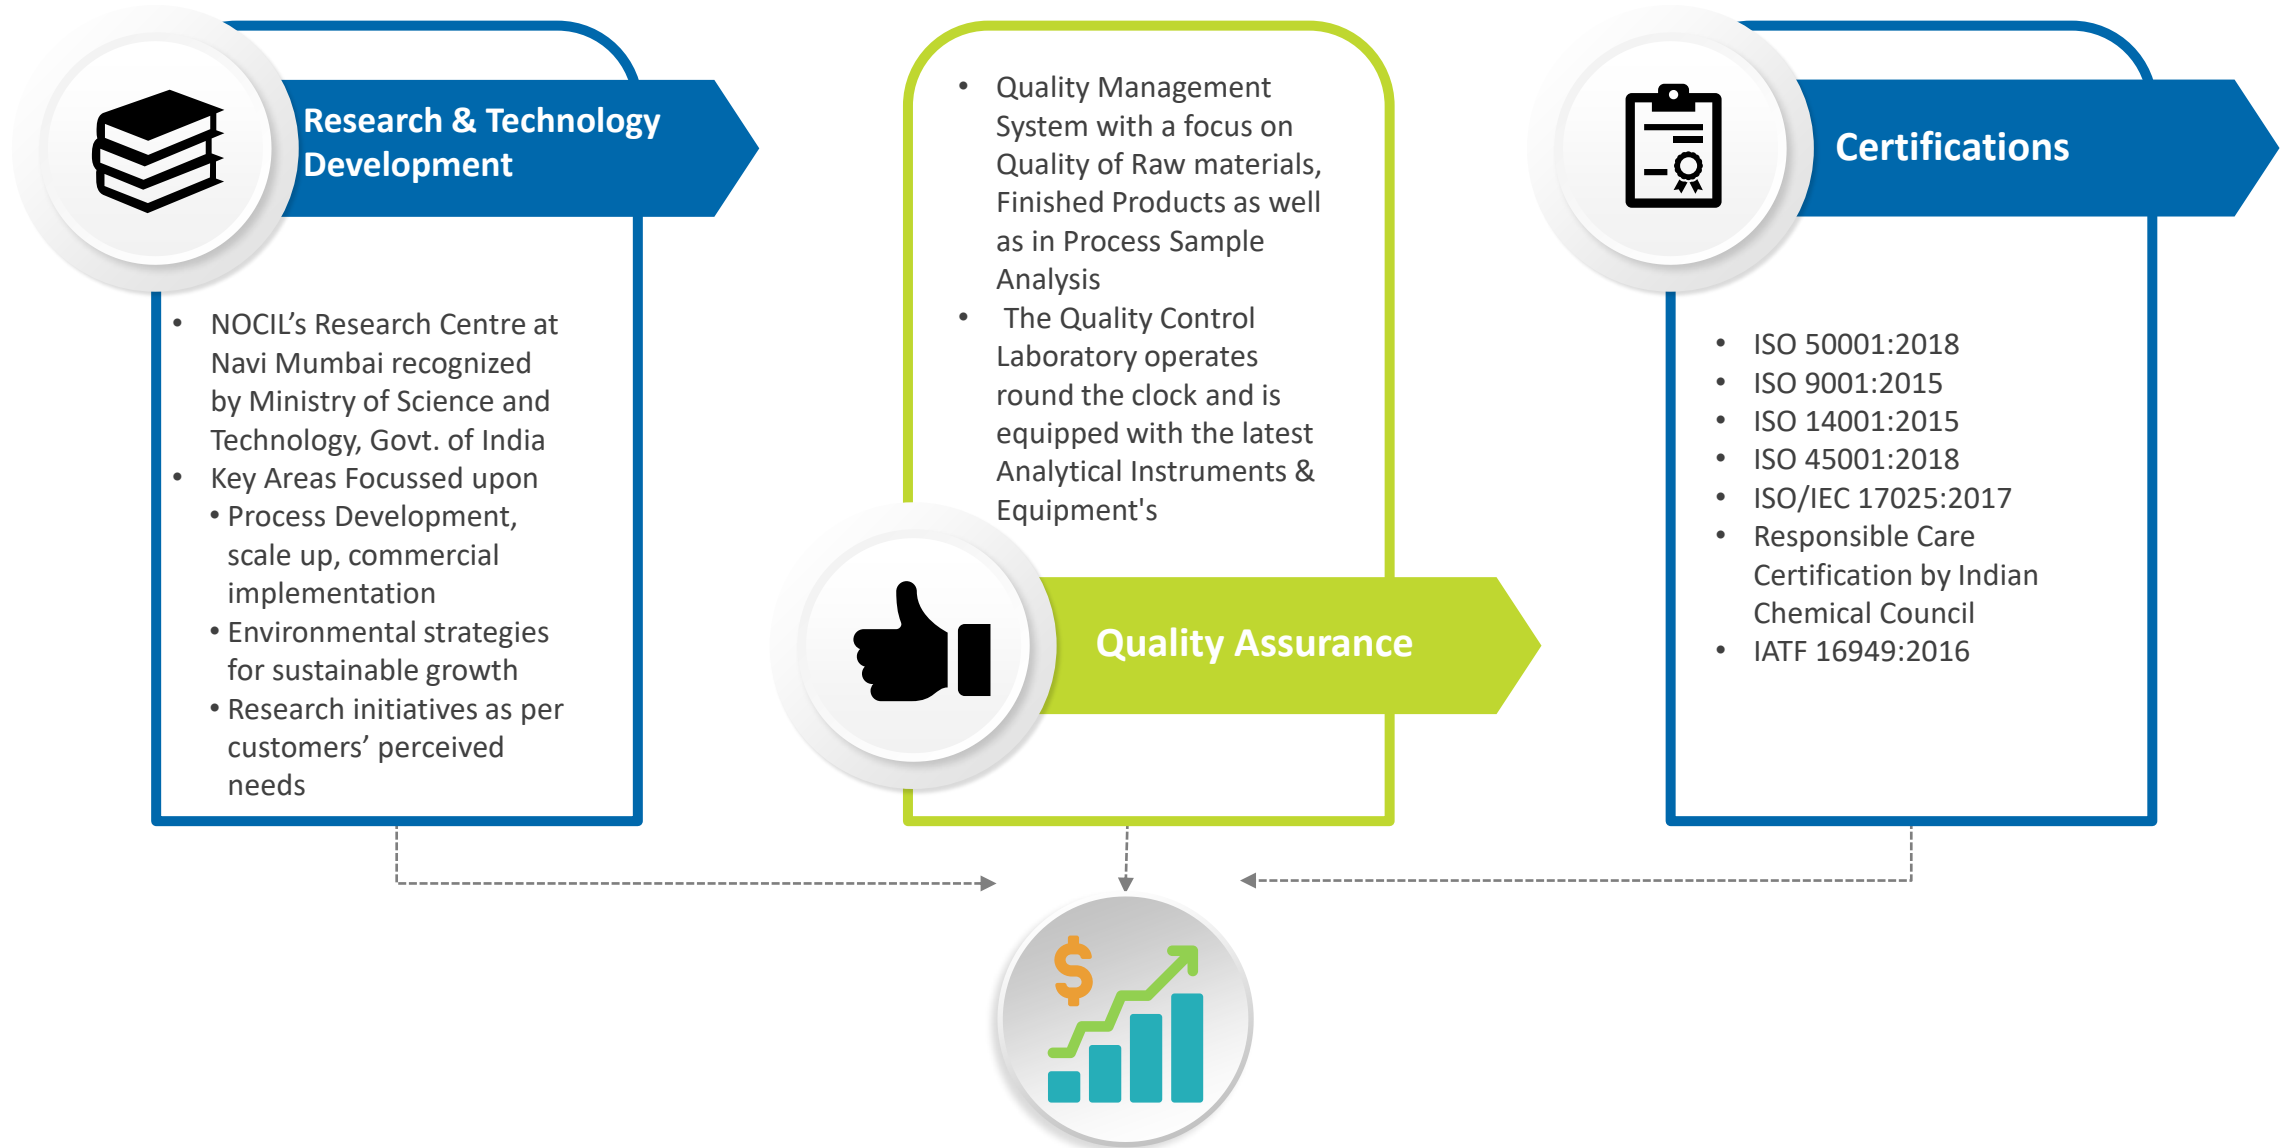 Research & Technology
Development
• NOCIL’s Research Centre at
Navi Mumbai recognized
by Ministry of Science and
Technology, Govt. of India
• Key Areas Focussed upon
• Process Development,
scale up, commercial
implementation
• Environmental strategies
for sustainable growth
• Research initiatives as per
customers’ perceived
needs
• Quality Management
System with a focus on
Quality of Raw materials,
Finished Products as well
as in Process Sample
Analysis
• The Quality Control
Laboratory operates
round the clock and is
equipped with the latest
Analytical Instruments &
Equipment's
Quality Assurance
Certifications
• ISO 50001:2018
• ISO 9001:2015
• ISO 14001:2015
• ISO 45001:2018
• ISO/IEC 17025:2017
• Responsible Care
Certification by Indian
Chemical Council
• IATF 16949:2016
$